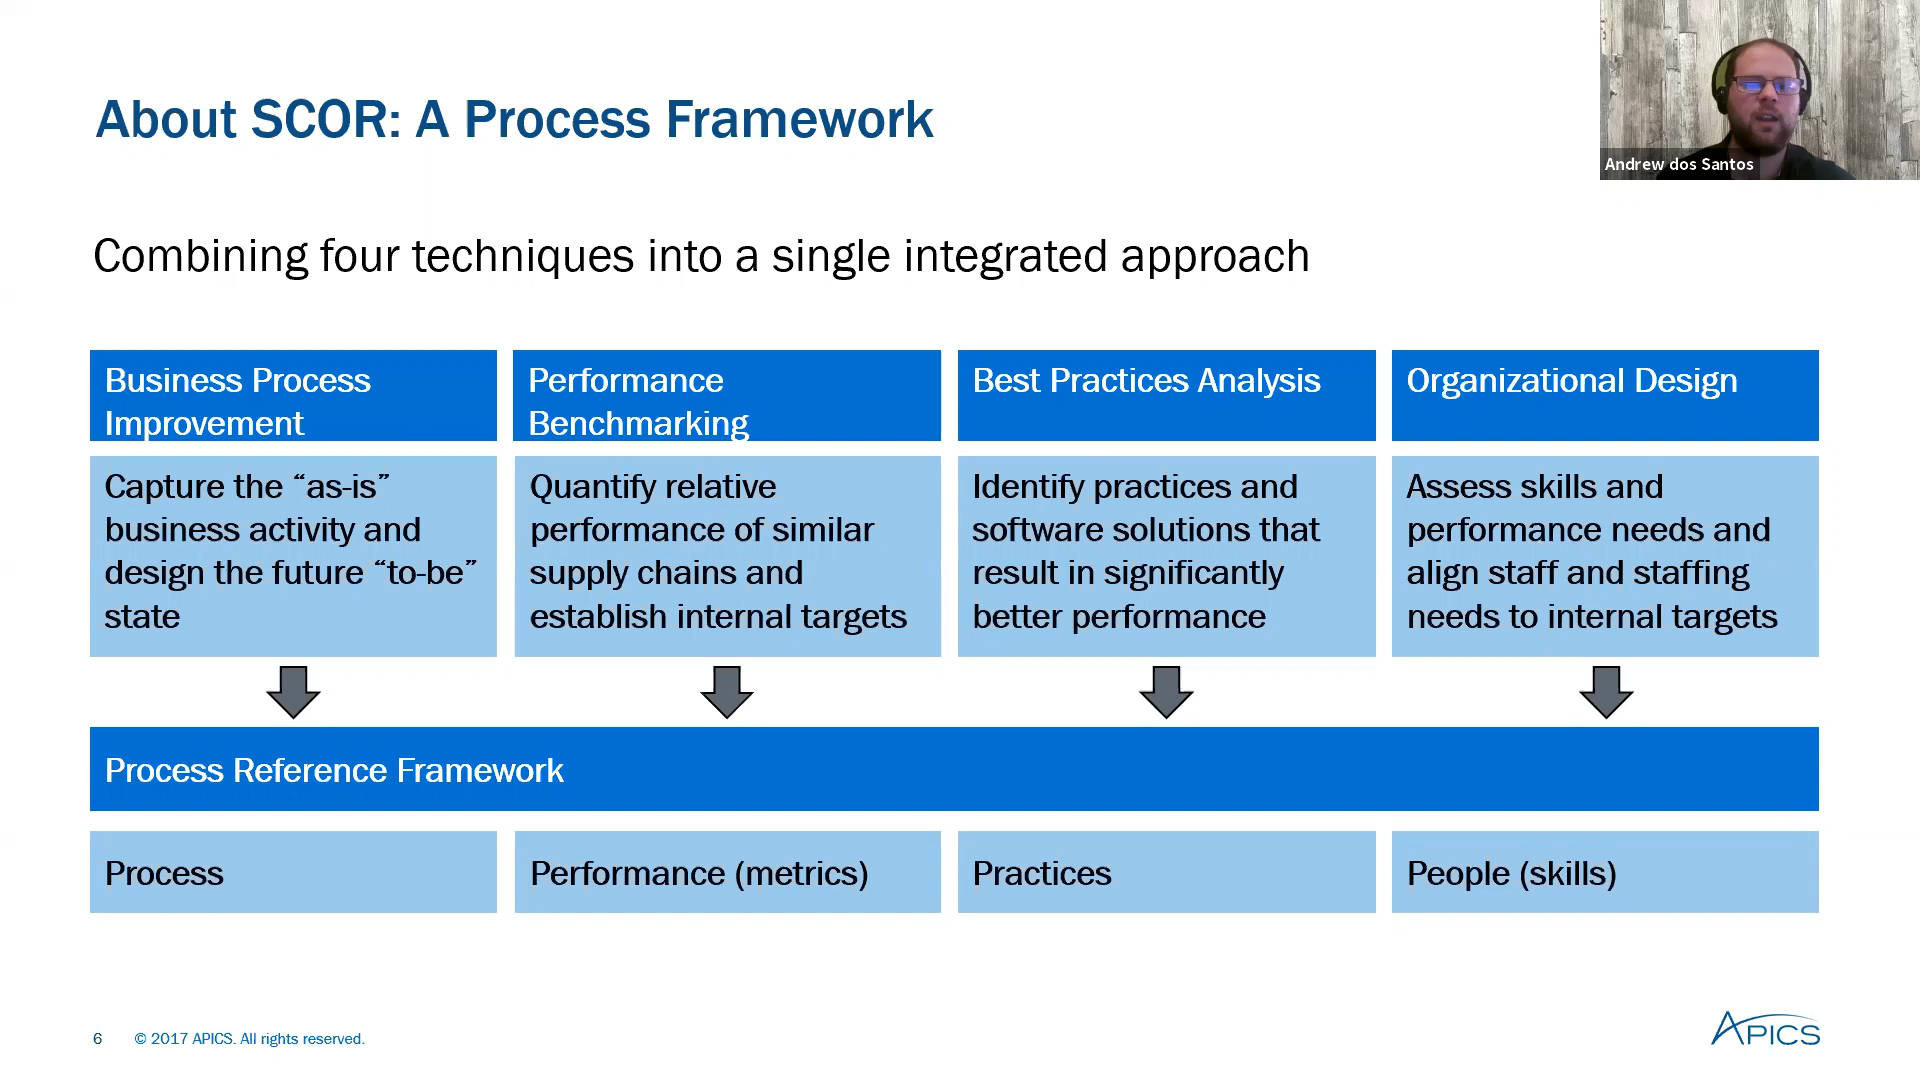 About SCOR: A Process Framework
Andrew dos Santos
Combining four techniques into a single integrated approach
Business Process
Improvement
Performance
Benchmarking
Best Practices Analysis
Organizational Design
Capture the “as-is”
business activity and
design the future “to-be”
state
Quantify relative
performance of similar
supply chains and
establish internal targets
Identify practices and
software solutions that
result in significantly
better performance
Assess skills and
performance needs and
align staff and staffing
needs to internal targets
Process Reference Framework
Process
Performance (metrics)
Practices
People (skills)
6 © 2017 APICS. All rights reserved.
APICS